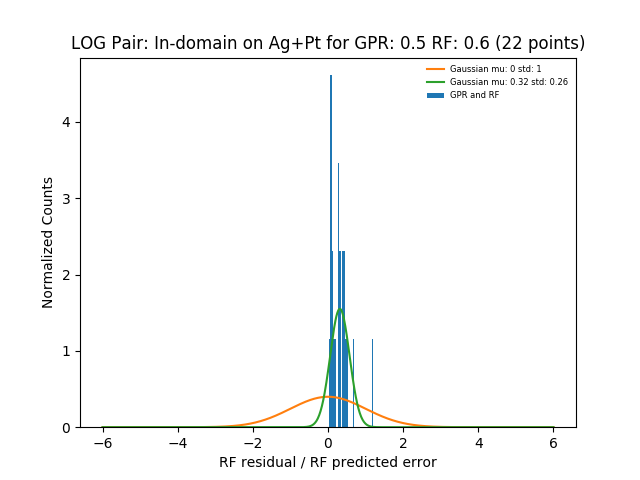 LOG Pair: In-domain on Ag+Pt for GPR: 0.5 RF: 0.6 (22 points)
Gaussian mu: 0 std: 1
Gaussian mu: 0.32 std: 0.26
GPR and RF
Normalized Counts
4
3
2
1
0
−6 −4 −2 0 2 4 6
RF residual / RF predicted error